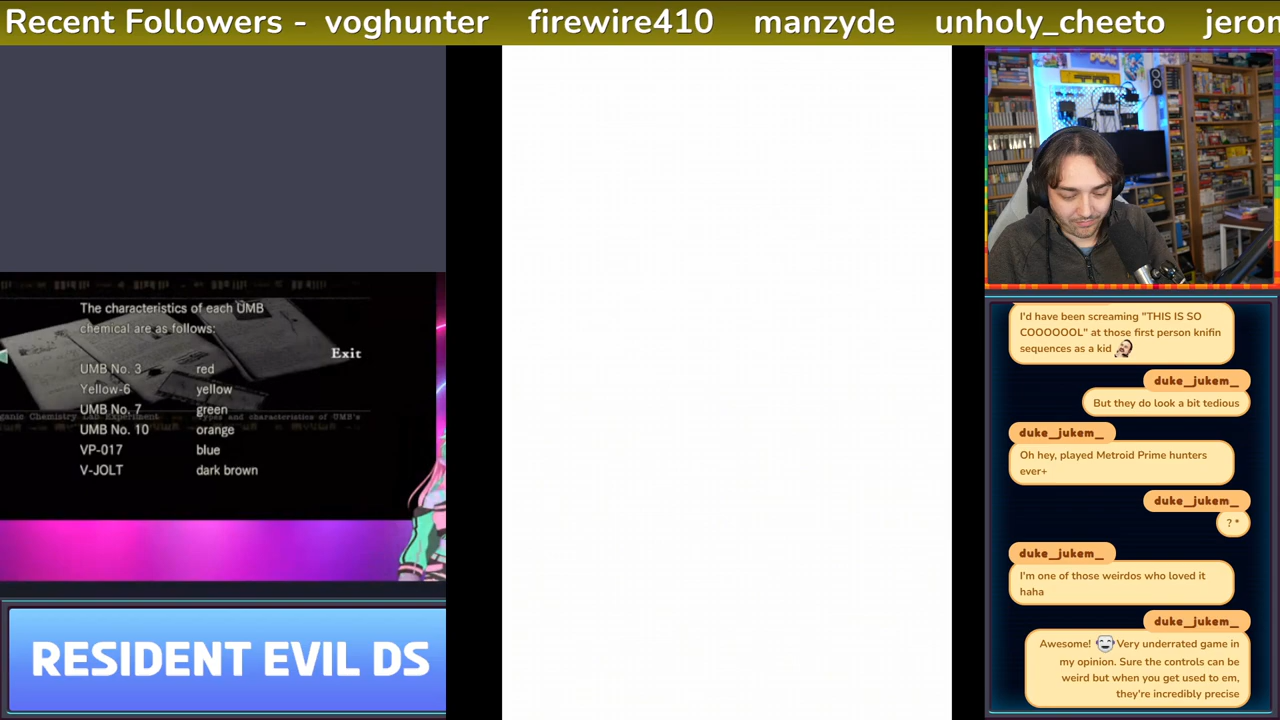 Recent Followers - voghunter firewire410 manzyde unholy_cheeto jeron
The characteristics of each UMB
chemical are as follows:
Exit
UMB No. 3 red
Yellow-6 yellow
UMB No. 7 green
UMB No. 10 orange
VP-017 blue
V-JOLT dark brown
RESIDENT EVIL DS
I'd have been screaming "THIS IS SO
COOOOOOL" at those first person knifin
sequences as a kid
duke_jukem_
But they do look a bit tedious
duke_jukem_
Oh hey, played Metroid Prime hunters
ever+
duke_jukem_
? *
duke_jukem_
I'm one of those weirdos who loved it
haha
duke_jukem_
Awesome! Very underrated game in
my opinion. Sure the controls can be
weird but when you get used to em,
they're incredibly precise